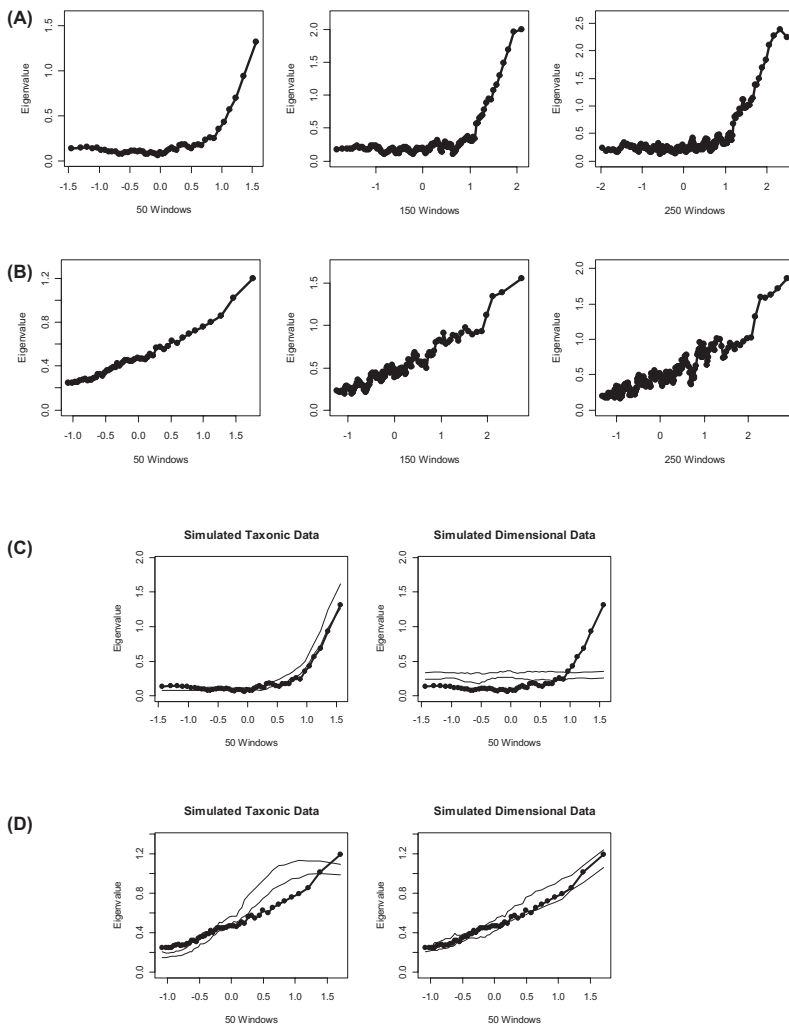 (A)
Eigenvalue
0.0 0.5 1.0 1.5
-1.5 -1.0 -0.5 0.0 0.5 1.0 1.5
50 Windows
Eigenvalue
0.0 0.5 1.0 1.5 2.0
-1 0 1 2
150 Windows
Eigenvalue
0.0 0.5 1.0 1.5 2.0 2.5
-2 -1 0 1 2
250 Windows
(B)
Eigenvalue
0.0 0.4 0.8 1.2
-1.0 -0.5 0.0 0.5 1.0 1.5
50 Windows
Eigenvalue
0.0 0.5 1.0 1.5
-1 0 1 2
150 Windows
Eigenvalue
0.0 0.5 1.0 1.5 2.0
-1 0 1 2
250 Windows
(C)
Simulated Taxonic Data
Eigenvalue
0.0 0.5 1.0 1.5 2.0
-1.5 -1.0 -0.5 0.0 0.5 1.0 1.5
50 Windows
Simulated Dimensional Data
Eigenvalue
0.0 0.5 1.0 1.5 2.0
-1.5 -1.0 -0.5 0.0 0.5 1.0 1.5
50 Windows
(D)
Simulated Taxonic Data
Eigenvalue
0.0 0.4 0.8 1.2
-1.0 -0.5 0.0 0.5 1.0 1.5
50 Windows
Simulated Dimensional Data
Eigenvalue
0.0 0.4 0.8 1.2
-1.0 -0.5 0.0 0.5 1.0 1.5
50 Windows